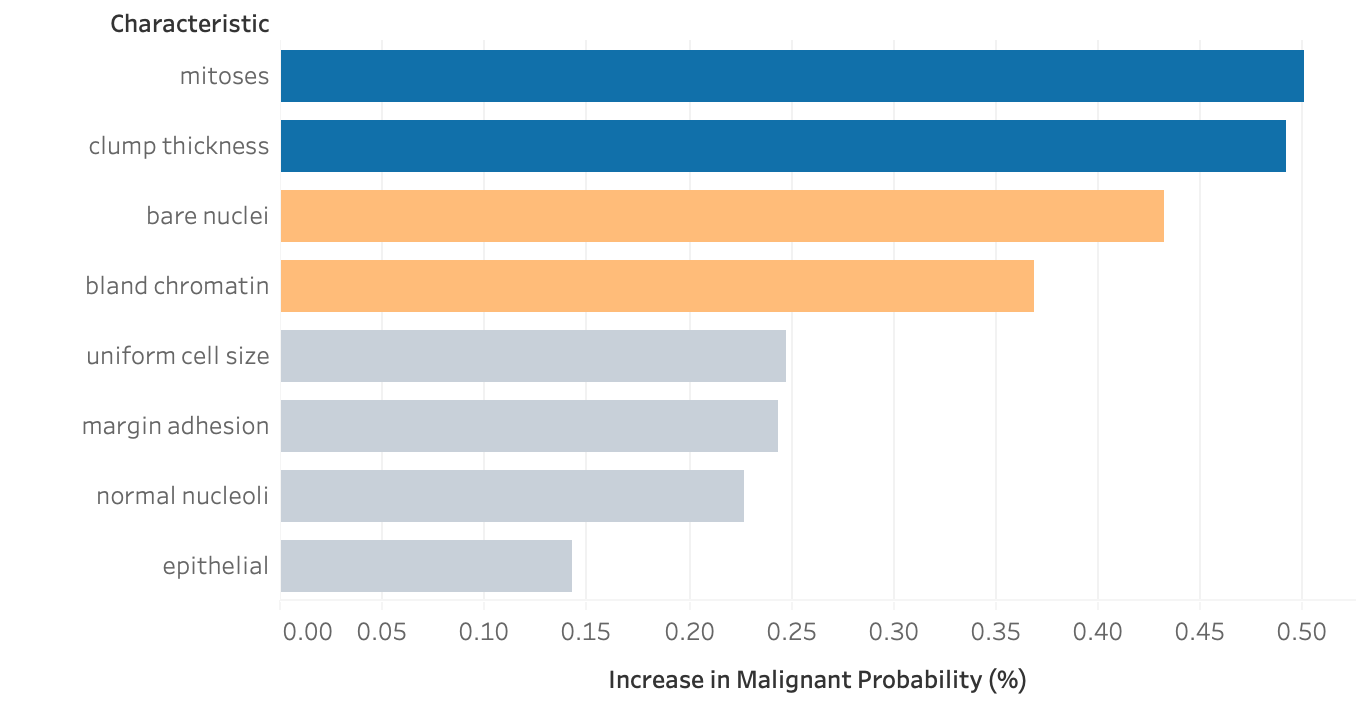 Characteristic
mitoses
clump thickness
bare nuclei
bland chromatin
uniform cell size
margin adhesion
normal nucleoli
epithelial
0.00 0.05 0.10 0.15 0.20 0.25 0.30 0.35 0.40 0.45 0.50
Increase in Malignant Probability (%)